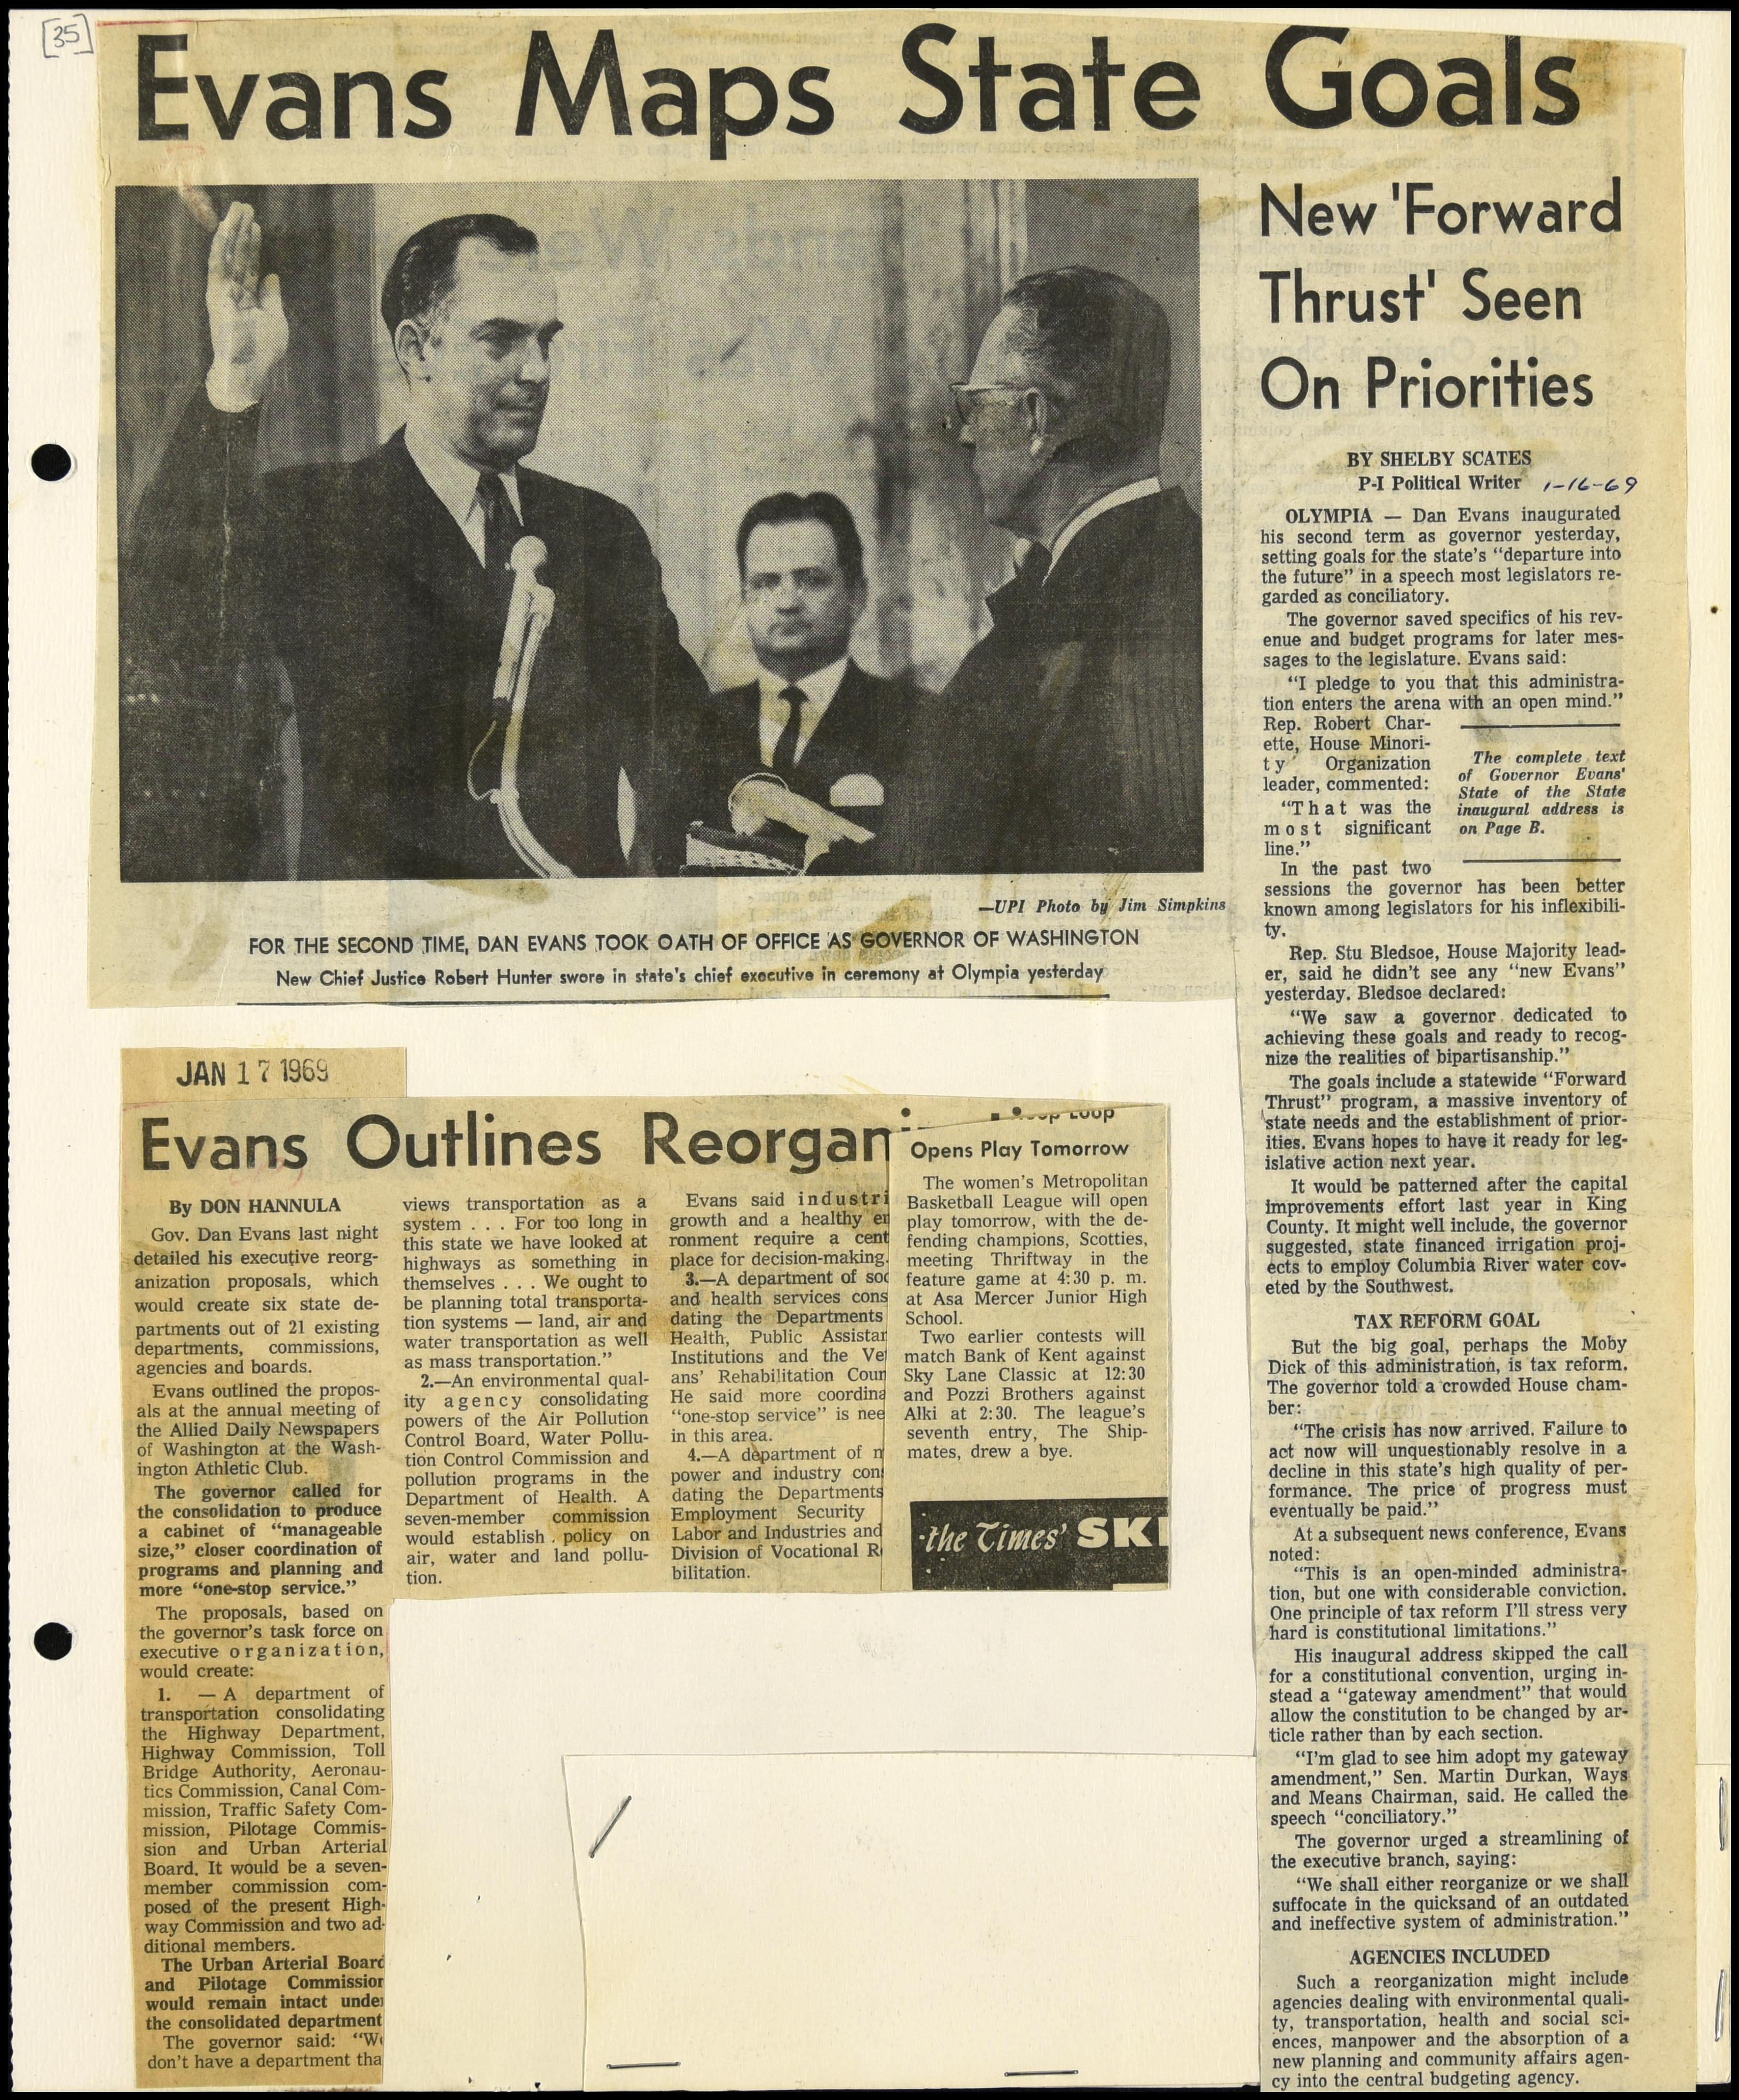 [35]
Evans Maps State Goals
—UPI Photo by Jim Simpkins
FOR THE SECOND TIME, DAN EVANS TOOK OATH OF OFFICE AS GOVERNOR OF WASHINGTON
New Chief Justice Robert Hunter swore in state's chief executive in ceremony at Olympia yesterday
New 'Forward
Thrust' Seen
On Priorities
BY SHELBY SCATES
P-I Political Writer 1-16-69
OLYMPIA — Dan Evans inaugurated
his second term as governor yesterday,
setting goals for the state's “departure into
the future” in a speech most legislators re-
garded as conciliatory.
The governor saved specifics of his rev-
enue and budget programs for later mes-
sages to the legislature. Evans said:
“I pledge to you that this administra-
tion enters the arena with an open mind.”
Rep. Robert Char-
ette, House Minori-
ty Organization
leader, commented:
“That was the
most significant
line.”
The complete text
of Governor Evans'
State of the State
inaugural address is
on Page B.
In the past two
sessions the governor has been better
known among legislators for his inflexibili-
ty.
Rep. Stu Bledsoe, House Majority lead-
er, said he didn't see any “new Evans”
yesterday. Bledsoe declared:
“We saw a governor dedicated to
achieving these goals and ready to recog-
nize the realities of bipartisanship.”
The goals include a statewide “Forward
Thrust” program, a massive inventory of
state needs and the establishment of prior-
ities. Evans hopes to have it ready for leg-
islative action next year.
It would be patterned after the capital
improvements effort last year in King
County. It might well include, the governor
suggested, state financed irrigation proj-
ects to employ Columbia River water cov-
eted by the Southwest.
TAX REFORM GOAL
But the big goal, perhaps the Moby
Dick of this administration, is tax reform.
The governor told a crowded House cham-
ber:
“The crisis has now arrived. Failure to
act now will unquestionably resolve in a
decline in this state's high quality of per-
formance. The price of progress must
eventually be paid.”
At a subsequent news conference, Evans
noted:
“This is an open-minded administra-
tion, but one with considerable conviction.
One principle of tax reform I'll stress very
hard is constitutional limitations.”
His inaugural address skipped the call
for a constitutional convention, urging in-
stead a “gateway amendment” that would
allow the constitution to be changed by ar-
ticle rather than by each section.
“I'm glad to see him adopt my gateway
amendment,” Sen. Martin Durkan, Ways
and Means Chairman, said. He called the
speech “conciliatory.”
The governor urged a streamlining of
the executive branch, saying:
“We shall either reorganize or we shall
suffocate in the quicksand of an outdated
and ineffective system of administration.”
AGENCIES INCLUDED
Such a reorganization might include
agencies dealing with environmental quali-
ty, transportation, health and social sci-
ences, manpower and the absorption of a
new planning and community affairs agen-
cy into the central budgeting agency.
JAN 17 1969
Evans Outlines Reorgani
By DON HANNULA
Gov. Dan Evans last night
detailed his executive reorg-
anization proposals, which
would create six state de-
partments out of 21 existing
departments, commissions,
agencies and boards.
Evans outlined the propos-
als at the annual meeting of
the Allied Daily Newspapers
of Washington at the Wash-
ington Athletic Club.
The governor called for
the consolidation to produce
a cabinet of “manageable
size,” closer coordination of
programs and planning and
more “one-stop service.”
The proposals, based on
the governor's task force on
executive organization,
would create:
1. — A department of
transportation consolidating
the Highway Department,
Highway Commission, Toll
Bridge Authority, Aeronau-
tics Commission, Canal Com-
mission, Traffic Safety Com-
mission, Pilotage Commis-
sion and Urban Arterial
Board. It would be a seven-
member commission com-
posed of the present High-
way Commission and two ad-
ditional members.
The Urban Arterial Board
and Pilotage Commission
would remain intact under
the consolidated department
The governor said: “We
don't have a department tha
views transportation as a
system . . . For too long in
this state we have looked at
highways as something in
themselves . . . We ought to
be planning total transporta-
tion systems — land, air and
water transportation as well
as mass transportation.”
2.—An environmental qual-
ity agency consolidating
powers of the Air Pollution
Control Board, Water Pollu-
tion Control Commission and
pollution programs in the
Department of Health. A
seven-member commission
would establish policy on
air, water and land pollu-
tion.
Evans said industri
growth and a healthy en
ronment require a cent
place for decision-making.
3.—A department of soc
and health services cons
dating the Departments
Health, Public Assistan
Institutions and the Vet
ans' Rehabilitation Coun
He said more coordina
“one-stop service” is nee
in this area.
4.—A department of m
power and industry cons
dating the Departments
Employment Security
Labor and Industries and
Division of Vocational R
bilitation.
Loop
Opens Play Tomorrow
The women's Metropolitan
Basketball League will open
play tomorrow, with the de-
fending champions, Scotties,
meeting Thriftway in the
feature game at 4:30 p. m.
at Asa Mercer Junior High
School.
Two earlier contests will
match Bank of Kent against
Sky Lane Classic at 12:30
and Pozzi Brothers against
Alki at 2:30. The league's
seventh entry, The Ship-
mates, drew a bye.
the Times' SKI